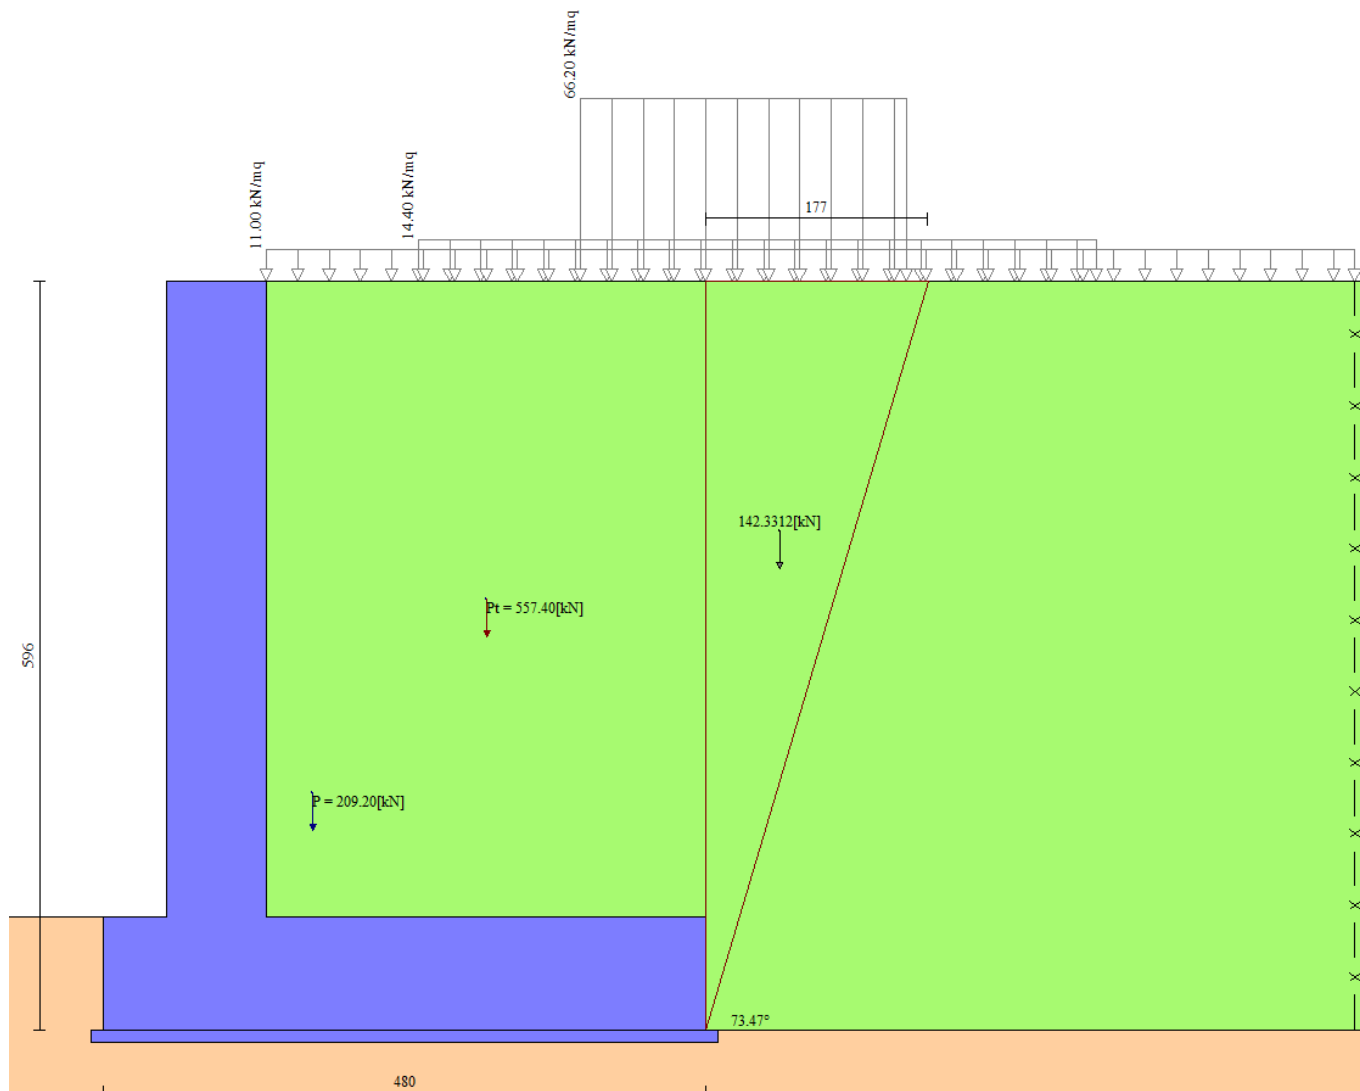 66.20 kN/mq
11.00 kN/mq
14.40 kN/mq
177
142.3312[kN]
Pt = 557.40[kN]
596
P = 209.20[kN]
73.47°
480